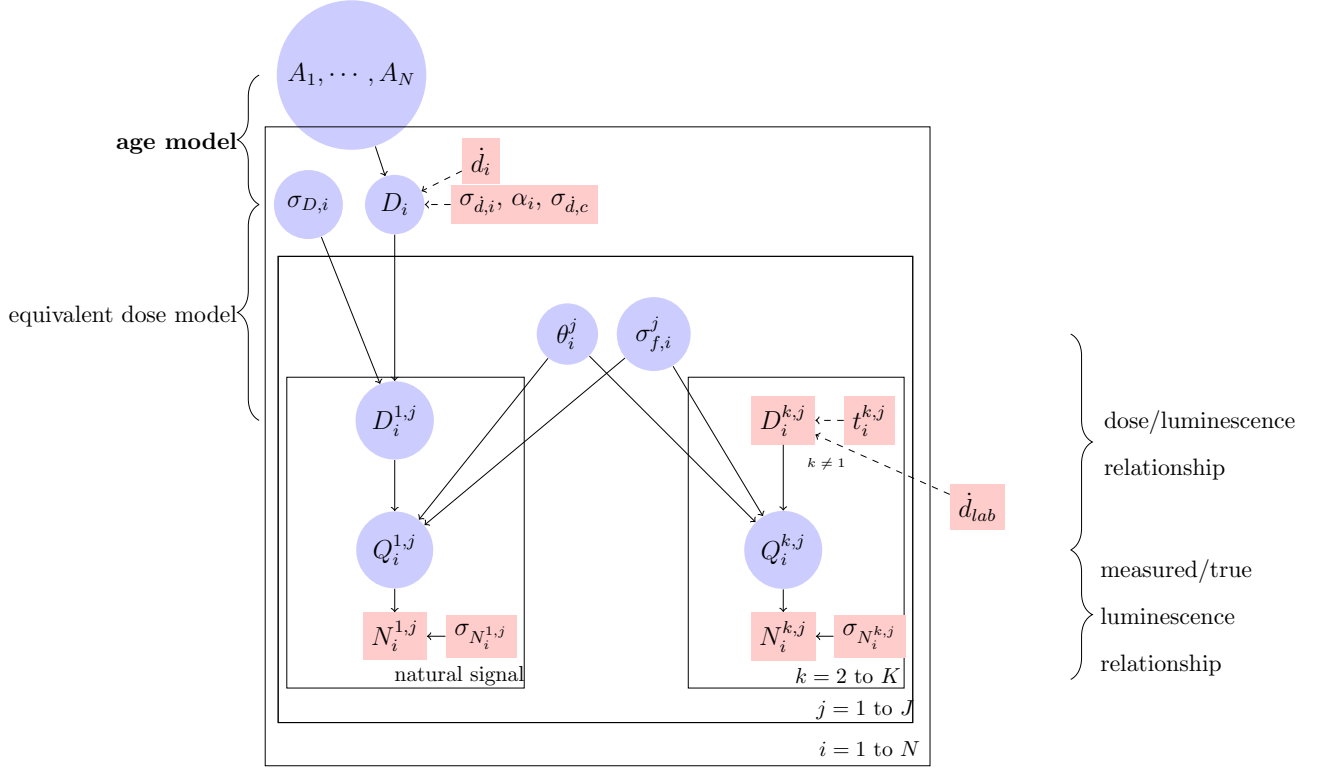 A_1, ⋯ , A_N
age model
ḋ_i
σ_{D,i}
D_i
σ_{ḋ,i}, α_i, σ_{ḋ,c}
equivalent dose model
θ_i^j
σ_{f,i}^j
D_i^{1,j}
D_i^{k,j}
t_i^{k,j}
k ≠ 1
dose/luminescence
relationship
ḋ_{lab}
Q_i^{1,j}
Q_i^{k,j}
measured/true
luminescence
relationship
N_i^{1,j}
σ_{N_i^{1,j}}
N_i^{k,j}
σ_{N_i^{k,j}}
natural signal
k = 2 to K
j = 1 to J
i = 1 to N